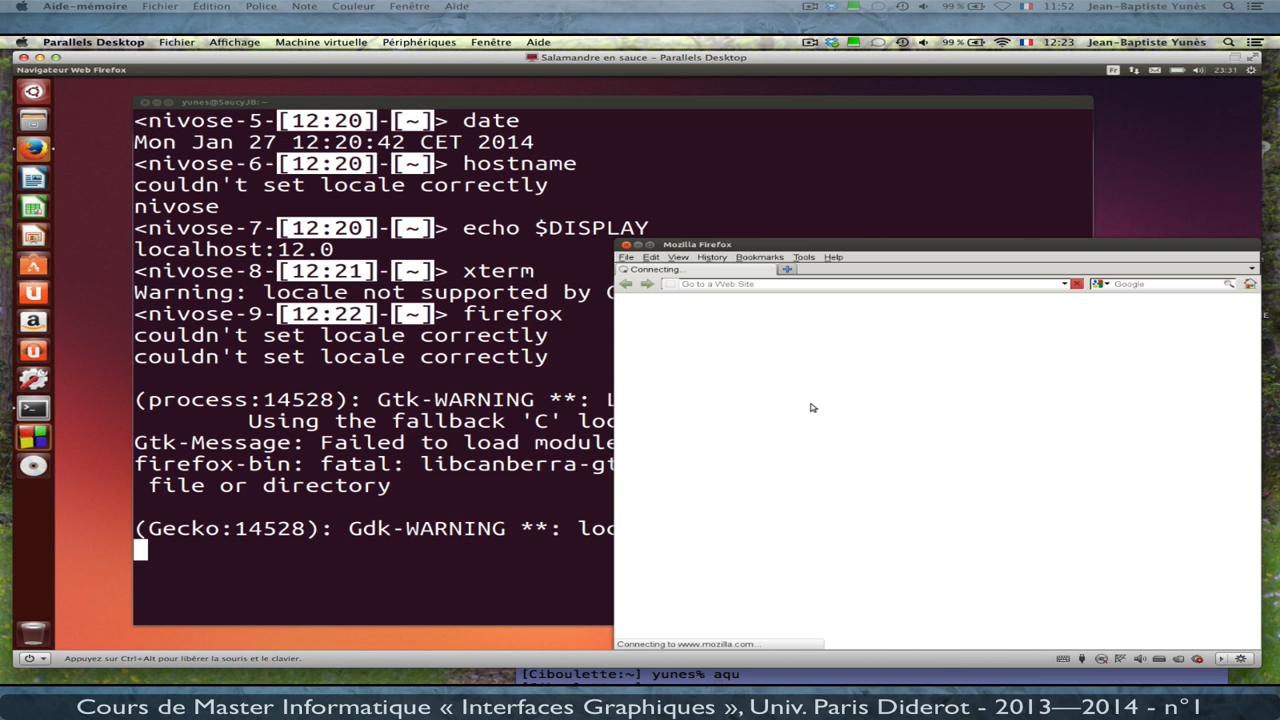 Aide-mémoire Fichier Édition Police Note Couleur Fenêtre Aide 99 % 11:52 Jean-Baptiste Yunès
Parallels Desktop Fichier Affichage Machine virtuelle Périphériques Fenêtre Aide 99 % 12:23 Jean-Baptiste Yunès
Salamandre en sauce – Parallels Desktop
Navigateur Web Firefox Fr 23:31
yunes@SaucyJB: ~
<nivose-5-[12:20]-[~]> date
Mon Jan 27 12:20:42 CET 2014
<nivose-6-[12:20]-[~]> hostname
couldn't set locale correctly
nivose
<nivose-7-[12:20]-[~]> echo $DISPLAY
localhost:12.0
<nivose-8-[12:21]-[~]> xterm
Warning: locale not supported by
<nivose-9-[12:22]-[~]> firefox
couldn't set locale correctly
couldn't set locale correctly
(process:14528): Gtk-WARNING **:
Using the fallback 'C' loc
Gtk-Message: Failed to load module
firefox-bin: fatal: libcanberra-gt
file or directory
(Gecko:14528): Gdk-WARNING **: loc
Mozilla Firefox
File Edit View History Bookmarks Tools Help
Connecting...
Go to a Web Site
Google
Connecting to www.mozilla.com...
Appuyez sur Ctrl+Alt pour libérer la souris et le clavier.
[Ciboulette:~] yunes% aqu
Cours de Master Informatique « Interfaces Graphiques », Univ. Paris Diderot - 2013—2014 - n°1